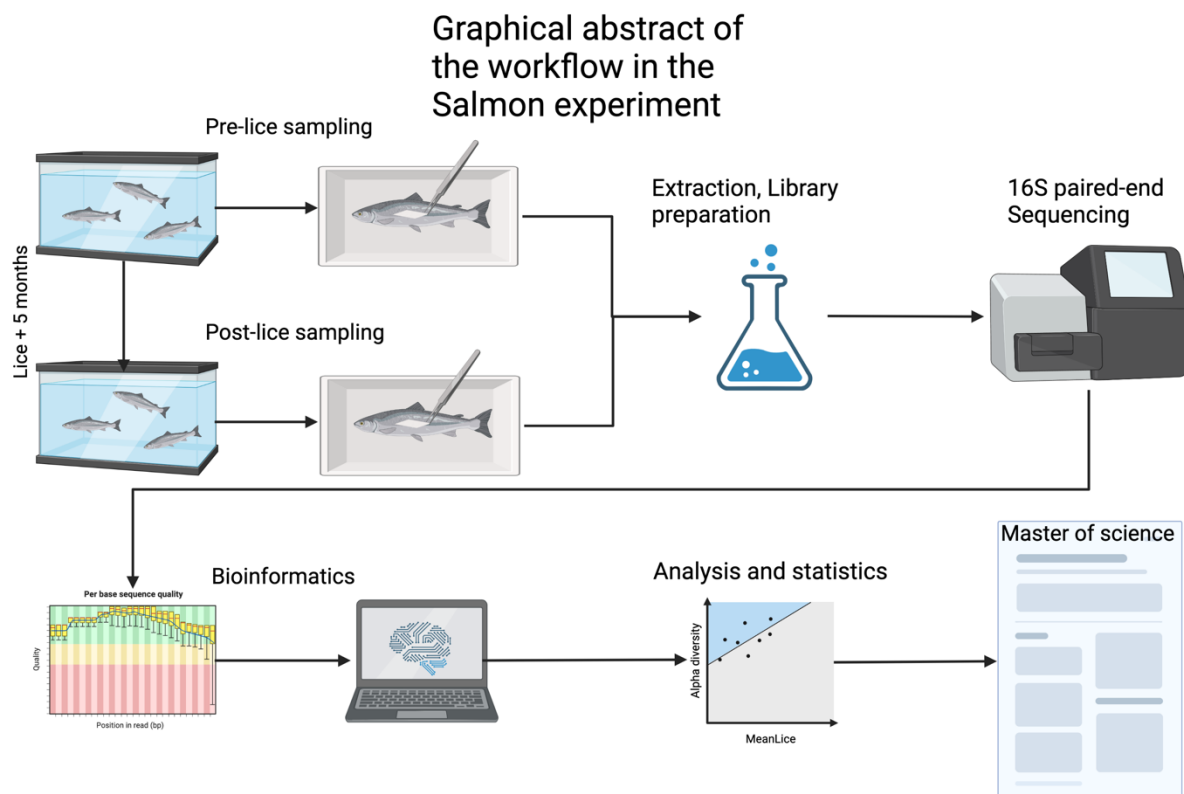 Graphical abstract of
the workflow in the
Salmon experiment
Pre-lice sampling
Extraction, Library
preparation
16S paired-end
Sequencing
Lice + 5 months
Post-lice sampling
Master of science
Bioinformatics
Analysis and statistics
Per base sequence quality
Quality
Position in read (bp)
Alpha diversity
MeanLice